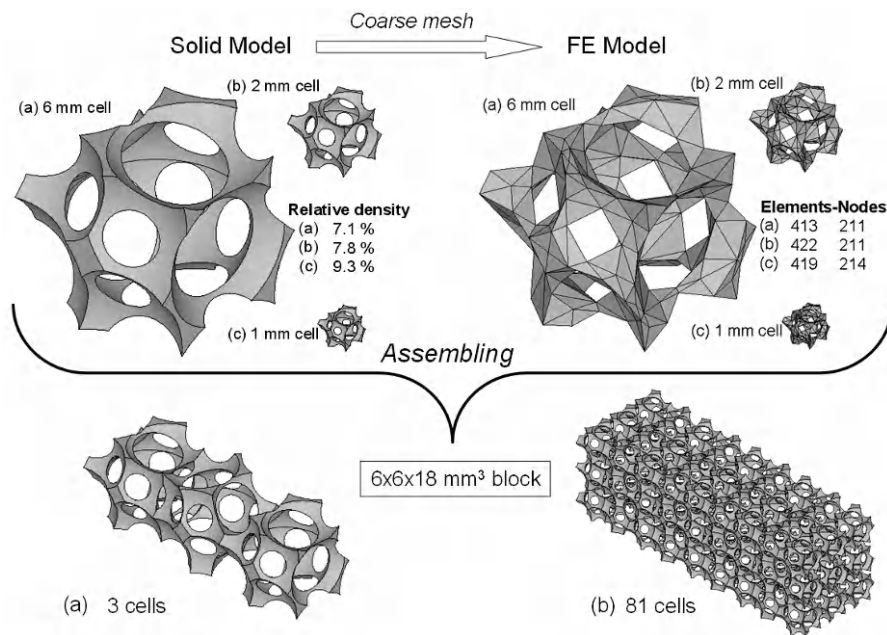 Coarse mesh
Solid Model
FE Model
(a) 6 mm cell
(b) 2 mm cell
Relative density
(a) 7.1 %
(b) 7.8 %
(c) 9.3 %
(c) 1 mm cell
(a) 6 mm cell
(b) 2 mm cell
Elements-Nodes
(a) 413 211
(b) 422 211
(c) 419 214
(c) 1 mm cell
Assembling
6x6x18 mm³ block
(a) 3 cells
(b) 81 cells